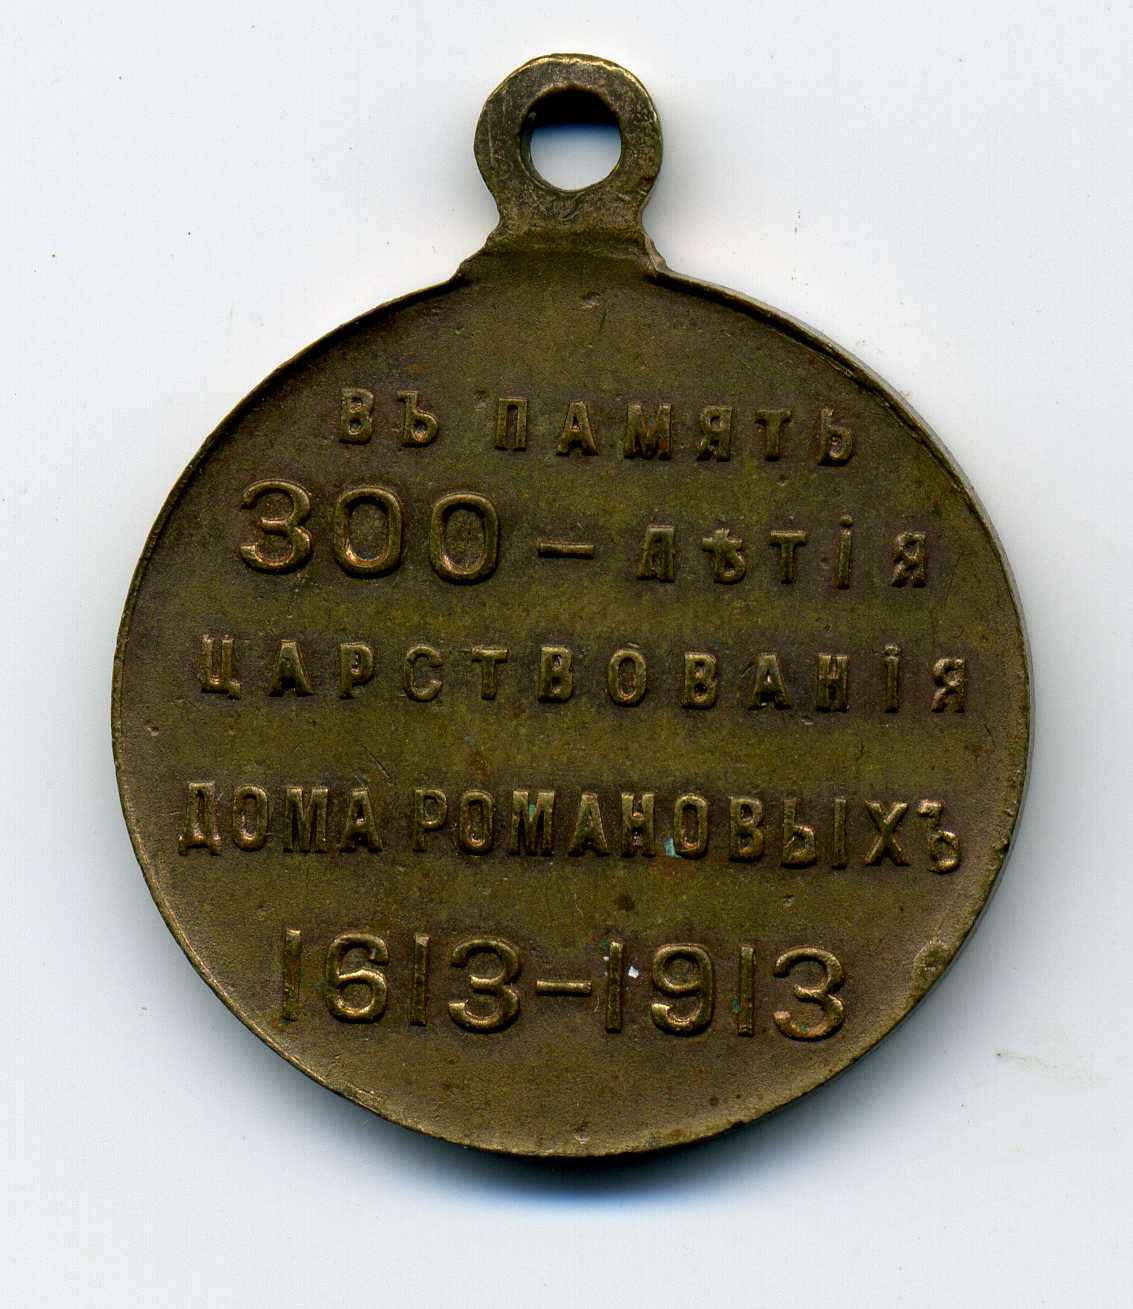 ВЪ ПАМЯТЬ
300-ЛѢТІЯ
ЦАРСТВОВАНІЯ
ДОМА РОМАНОВЫХЪ
1613-1913